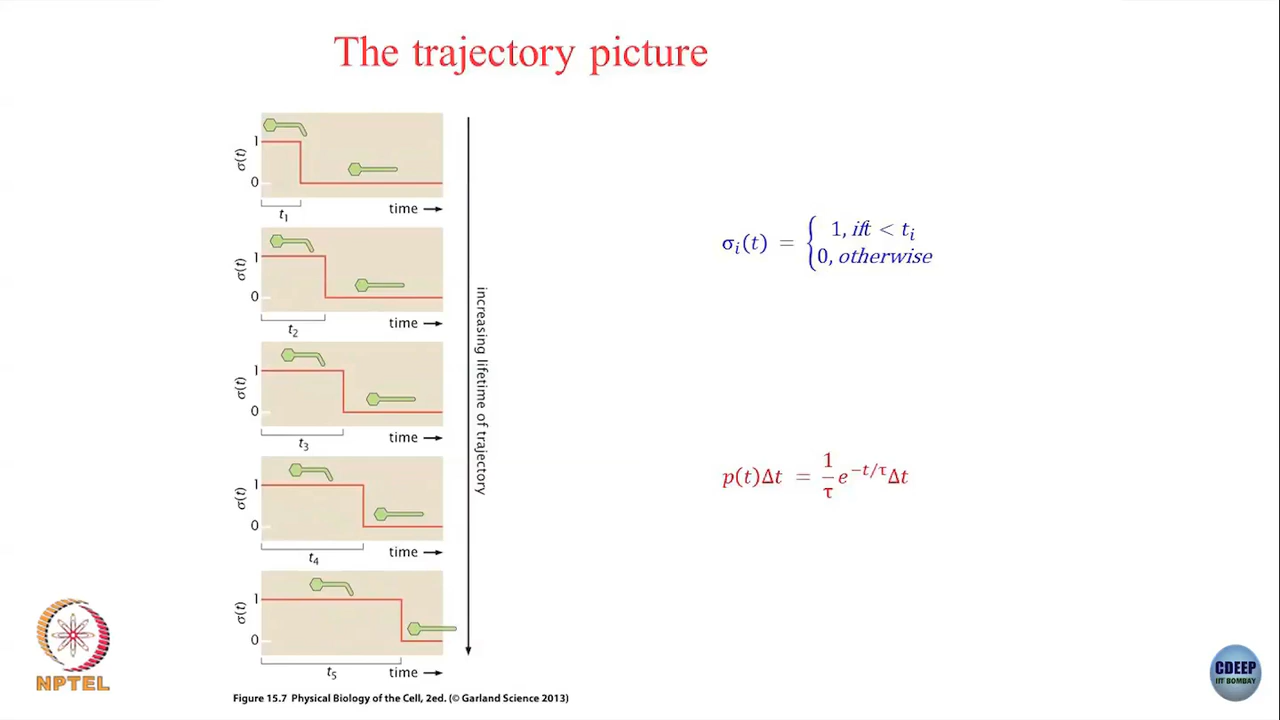 The trajectory picture
σ(t)
1
0
t1
time
σ(t)
1
0
t2
time
σ(t)
1
0
t3
time
σ(t)
1
0
t4
time
σ(t)
1
0
t5
time
increasing lifetime of trajectory
σi(t) = { 1, ift < ti
0, otherwise
p(t)Δt = 1/τ e^−t/τ Δt
Figure 15.7 Physical Biology of the Cell, 2ed. (© Garland Science 2013)
NPTEL
CDEEP
IIT BOMBAY